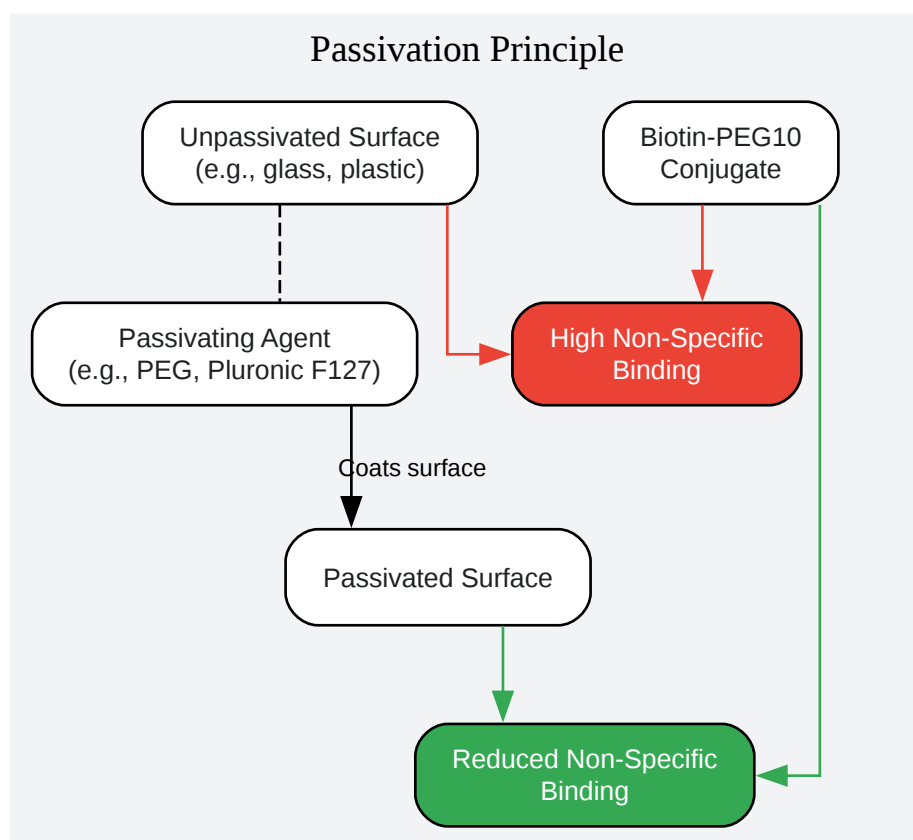 Passivation Principle
Unpassivated Surface
(e.g., glass, plastic)
Biotin-PEG10
Conjugate
Passivating Agent
(e.g., PEG, Pluronic F127)
High Non-Specific
Binding
Coats surface
Passivated Surface
Reduced Non-Specific
Binding